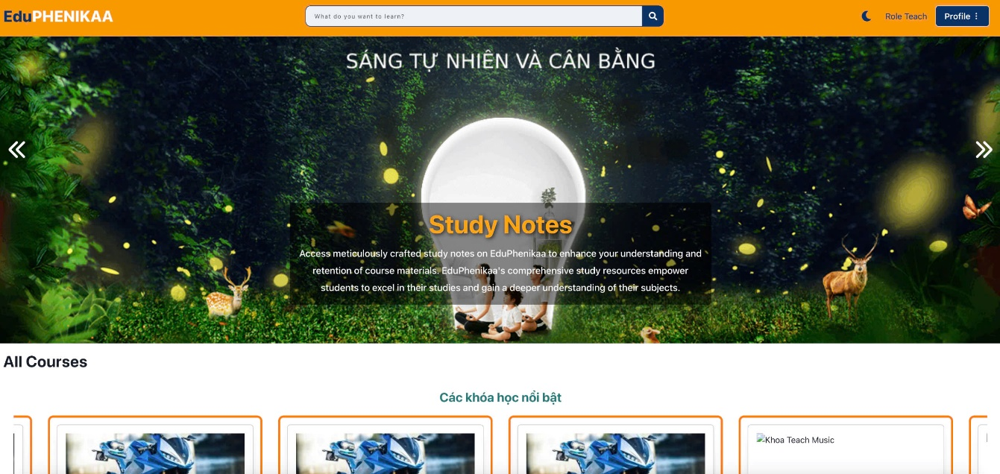 EduPHENIKAA
What do you want to learn?
Role Teach
Profile
SÁNG TỰ NHIÊN VÀ CÂN BẰNG
Study Notes
Access meticulously crafted study notes on EduPhenikaa to enhance your understanding and
retention of course materials. EduPhenikaa's comprehensive study resources empower
students to excel in their studies and gain a deeper understanding of their subjects.
All Courses
Các khóa học nổi bật
Khoa Teach Music